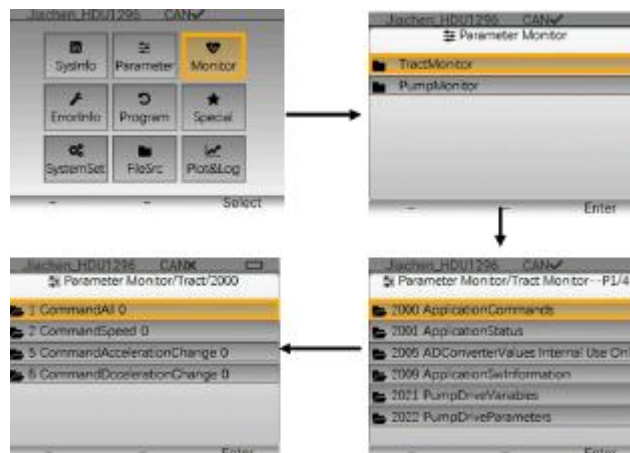 Jiachen_HDU1296 CAN✔
SysInfo Parameter Monitor
ErrorInfo Program Special
SystemSet FileSrc Plot&Log
- - Select
Jiachen_HDU1296 CAN✔
Parameter Monitor
TractMonitor
PumpMonitor
- - Enter
Jiachen_HDU1296 CAN✔
Parameter Monitor/Tract Monitor--P1/4
2000 ApplicationCommands
2001 ApplicationStatus
2005 ADConverterValues Internal Use On
2009 ApplicationSwInformation
2021 PumpDriveVariables
2022 PumpDriveParameters
Jiachen_HDU1296 CAN✖
Parameter Monitor/Tract/2000
1 CommandAll 0
2 CommandSpeed 0
5 CommandAccelerationChange 0
6 CommandDccelerationChange 0
- - Enter